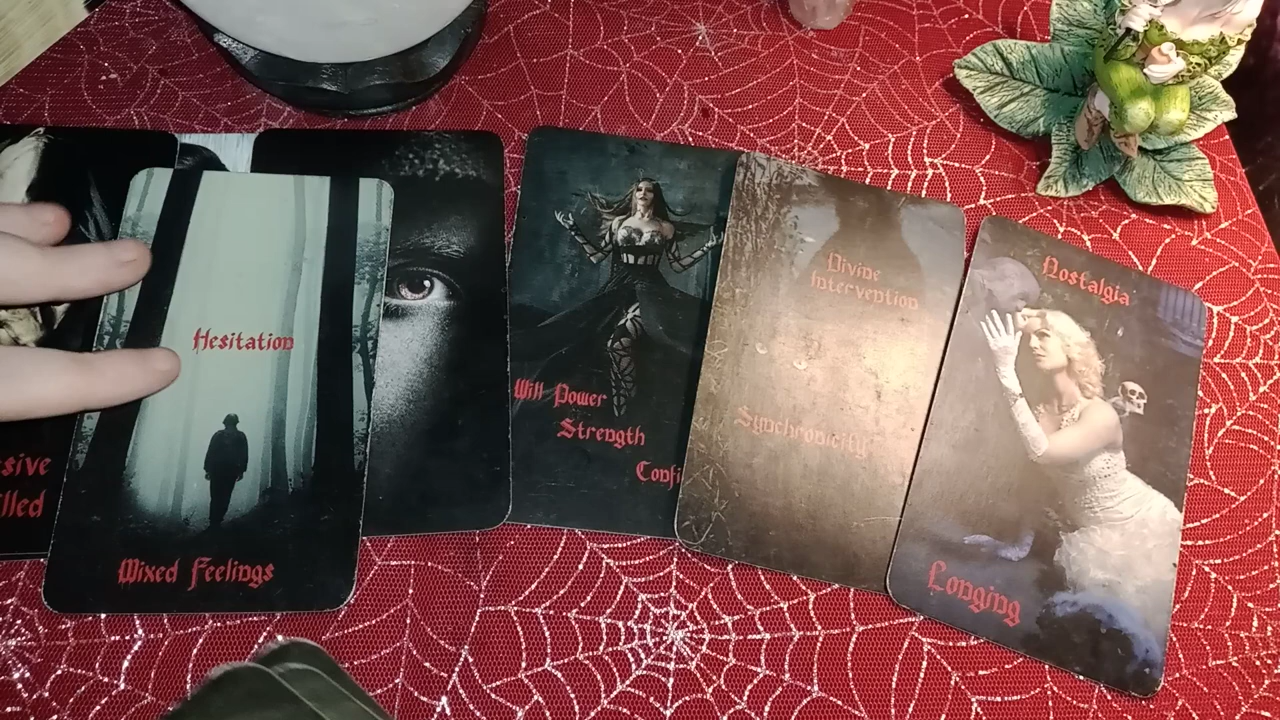 Hesitation
Mixed Feelings
Will Power
Strength
Divine
Intervention
Synchronicity
Nostalgia
Longing